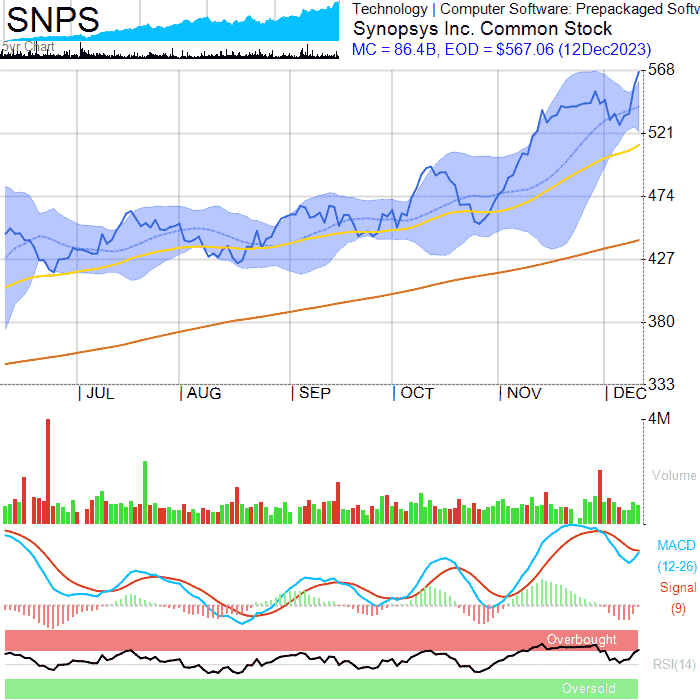 SNPS
5yr Chart
Technology | Computer Software: Prepackaged Softw
Synopsys Inc. Common Stock
MC = 86.4B, EOD = $567.06 (12Dec2023)
568
521
474
427
380
333
| JUL | AUG | SEP | OCT | NOV | DEC
4M
Volume
MACD
(12-26)
Signal
(9)
Overbought
RSI(14)
Oversold